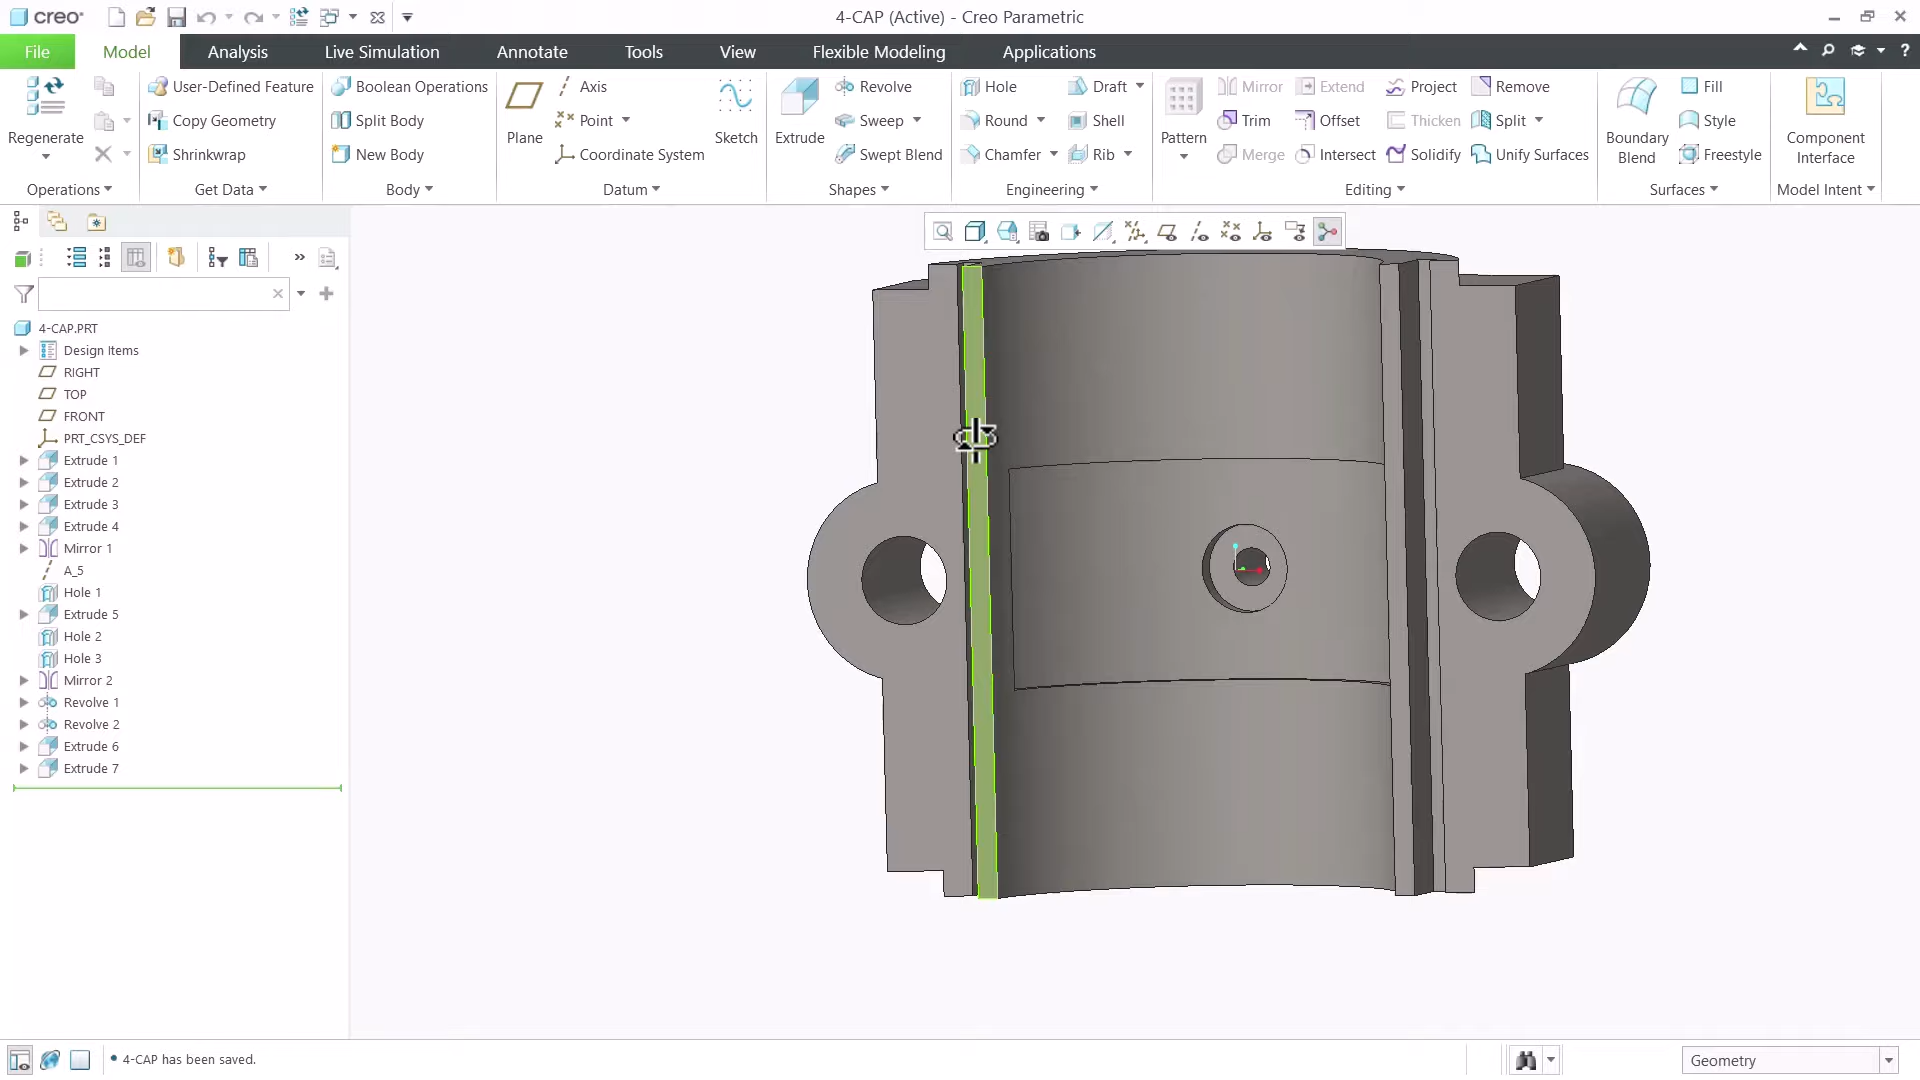 creo
4-CAP (Active) - Creo Parametric
File Model Analysis Live Simulation Annotate Tools View Flexible Modeling Applications
Regenerate
Operations
User-Defined Feature
Copy Geometry
Shrinkwrap
Get Data
Boolean Operations
Split Body
New Body
Body
Plane
Axis
Point
Coordinate System
Sketch
Datum
Extrude
Revolve
Sweep
Swept Blend
Shapes
Hole
Round
Chamfer
Draft
Shell
Rib
Engineering
Pattern
Mirror
Trim
Merge
Extend
Offset
Intersect
Project
Thicken
Solidify
Remove
Split
Unify Surfaces
Editing
Boundary
Blend
Fill
Style
Freestyle
Surfaces
Component
Interface
Model Intent
4-CAP.PRT
Design Items
RIGHT
TOP
FRONT
PRT_CSYS_DEF
Extrude 1
Extrude 2
Extrude 3
Extrude 4
Mirror 1
A_5
Hole 1
Extrude 5
Hole 2
Hole 3
Mirror 2
Revolve 1
Revolve 2
Extrude 6
Extrude 7
• 4-CAP has been saved.
Geometry